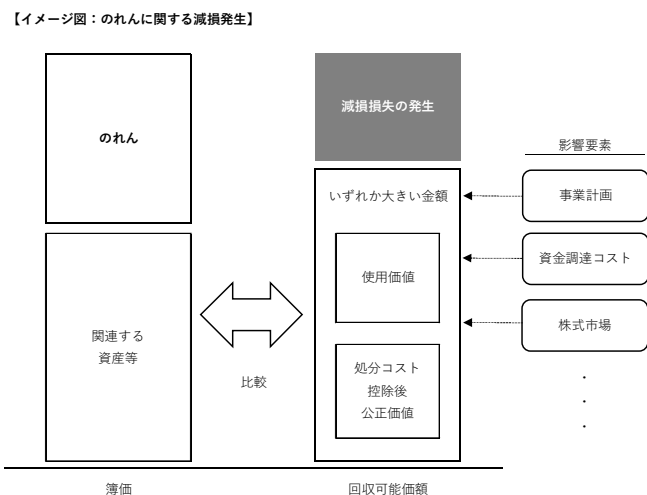 【イメージ図：のれんに関する減損発生】
のれん
関連する
資産等
比較
減損損失の発生
いずれか大きい金額
使用価値
処分コスト
控除後
公正価値
影響要素
事業計画
資金調達コスト
株式市場
・
・
・
簿価
回収可能価額